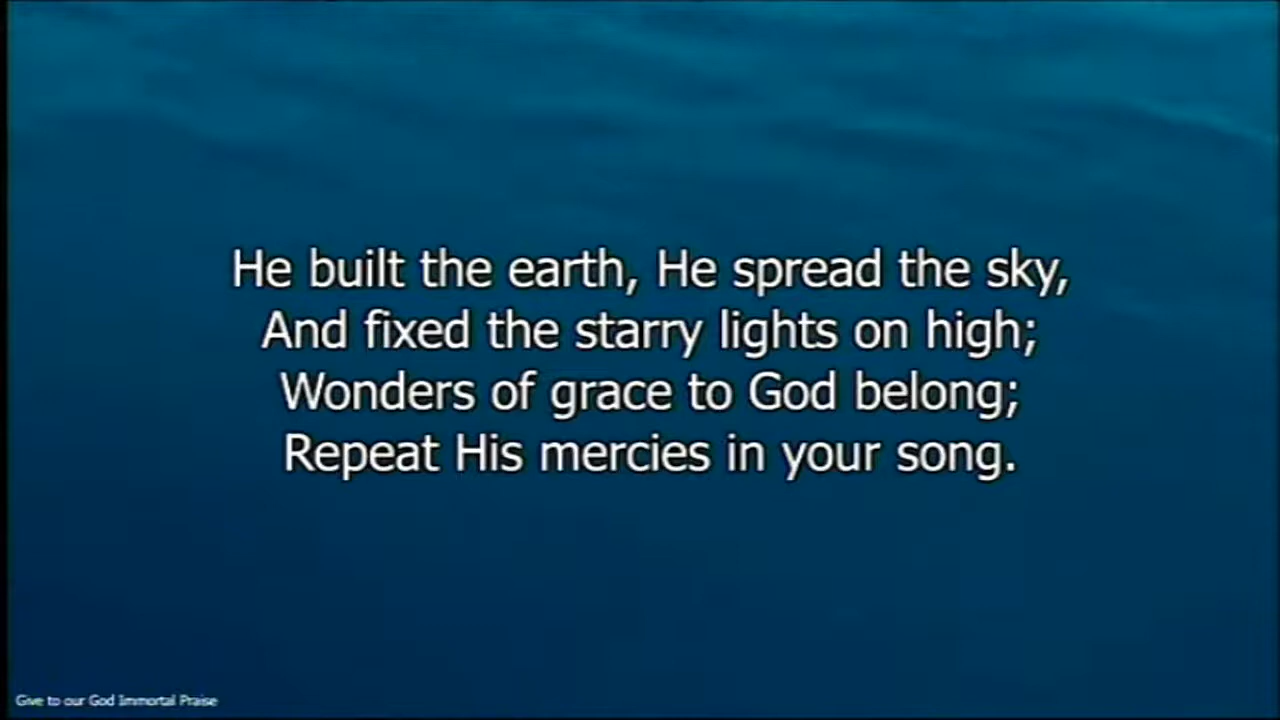 He built the earth, He spread the sky,
And fixed the starry lights on high;
Wonders of grace to God belong;
Repeat His mercies in your song.
Give to our God Immortal Praise